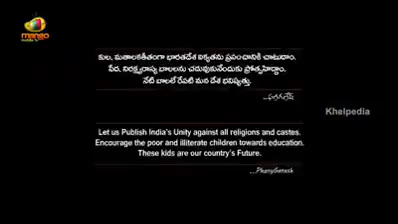 mango
కుల, మతాలకతీతంగా భారతదేశ ఐక్యతను ప్రపంచానికి చాటుదాం.
పేద, నిరక్షరాస్య బాలలను చదువుకునేందుకు ప్రోత్సహిద్దాం.
నేటి బాలలే రేపటి మన దేశ భవిష్యత్తు.
Khelpedia
Let us Publish India's Unity against all religions and castes.
Encourage the poor and illiterate children towards education.
These kids are our country's Future.
...PhanyGanesh